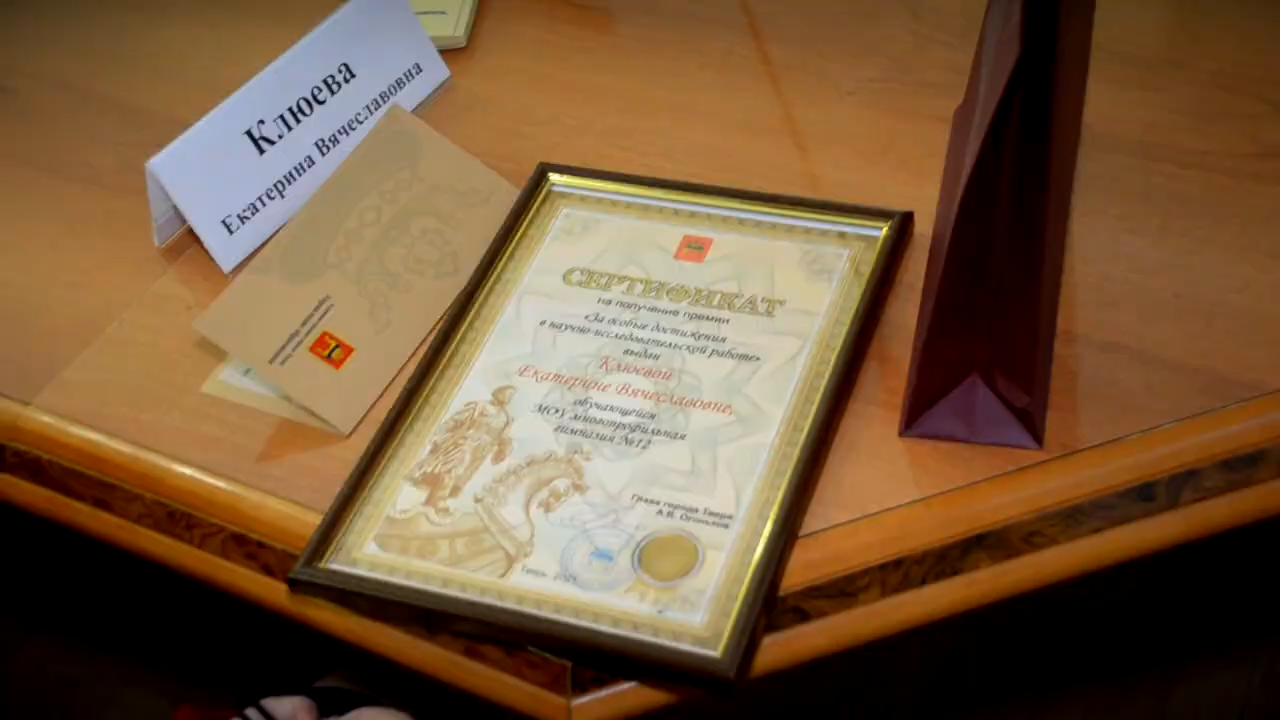 Клюева
Екатерина Вячеславовна
СЕРТИФИКАТ
на получение премии
«За особые достижения
в научно-исследовательской работе»
выдан
Клюевой
Екатерине Вячеславовне,
обучающейся
МОУ многопрофильная
гимназия №12
Глава города Твери
А.В. Огоньков